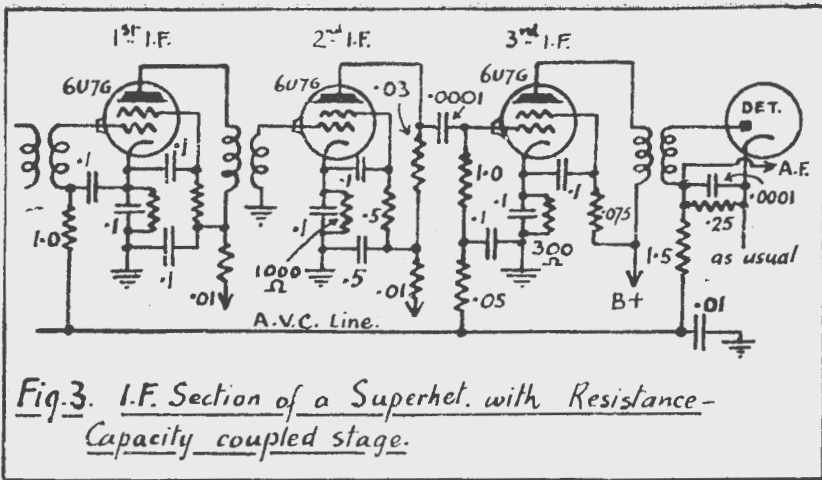 1st I.F.
2nd I.F.
3rd I.F.
6U7G
6U7G
6U7G
.03
.0001
DET.
A.F.
.0001
.25
as usual
.1
.1
.1
.1
1.0
.01
.1
.1
.5
1000
Ω
.5
.01
1.0
.1
.1
.1
300
Ω
.05
.075
B+
1.5
.01
A.V.C. Line.
Fig.3. I.F. Section of a Superhet. with Resistance-
Capacity coupled stage.